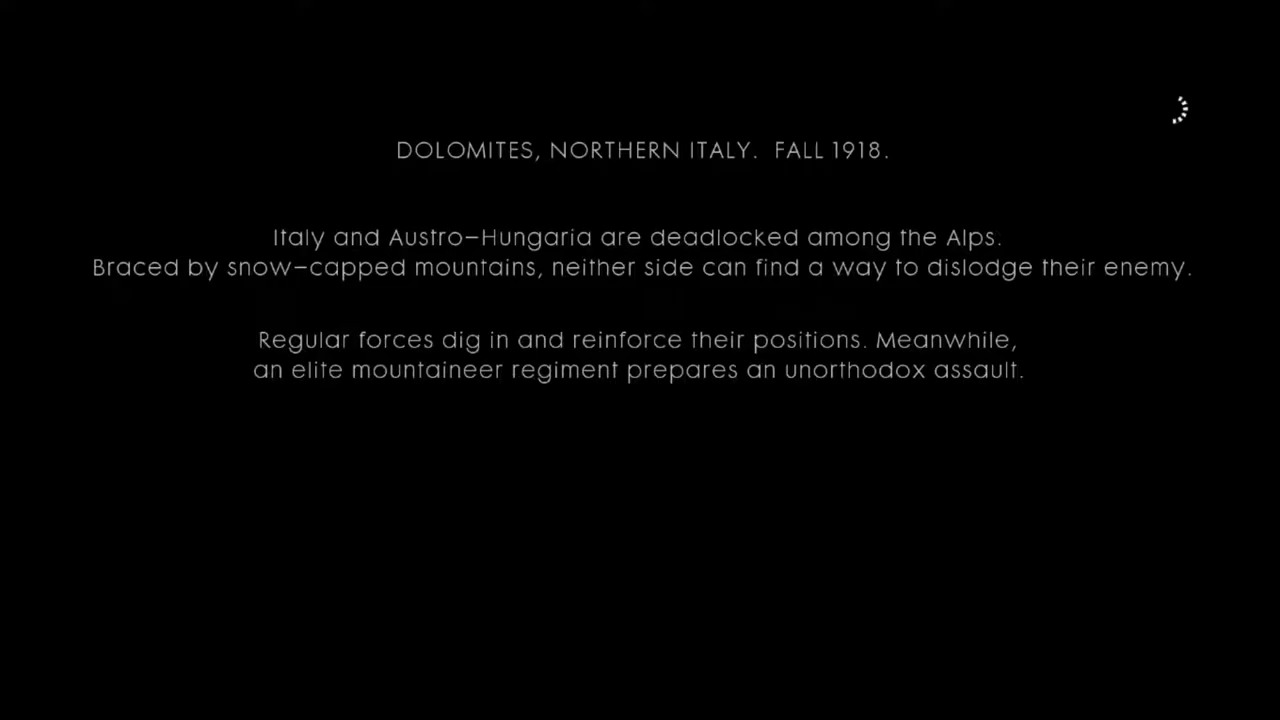 DOLOMITES, NORTHERN ITALY. FALL 1918.
Italy and Austro-Hungaria are deadlocked among the Alps.
Braced by snow-capped mountains, neither side can find a way to dislodge their enemy.
Regular forces dig in and reinforce their positions. Meanwhile,
an elite mountaineer regiment prepares an unorthodox assault.